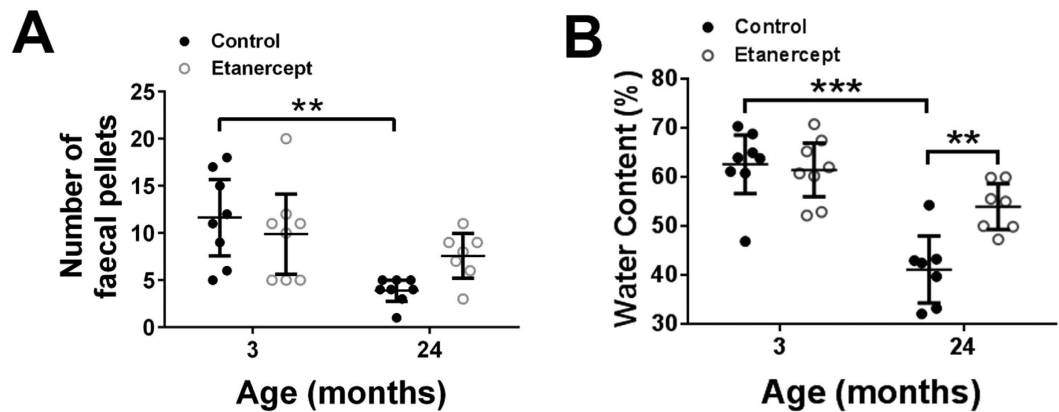 A
Control
Etanercept
**
25
20
15
10
5
0
Number of
faecal pellets
3
24
Age (months)
B
Control
Etanercept
***
**
80
70
60
50
40
30
Water Content (%)
3
24
Age (months)